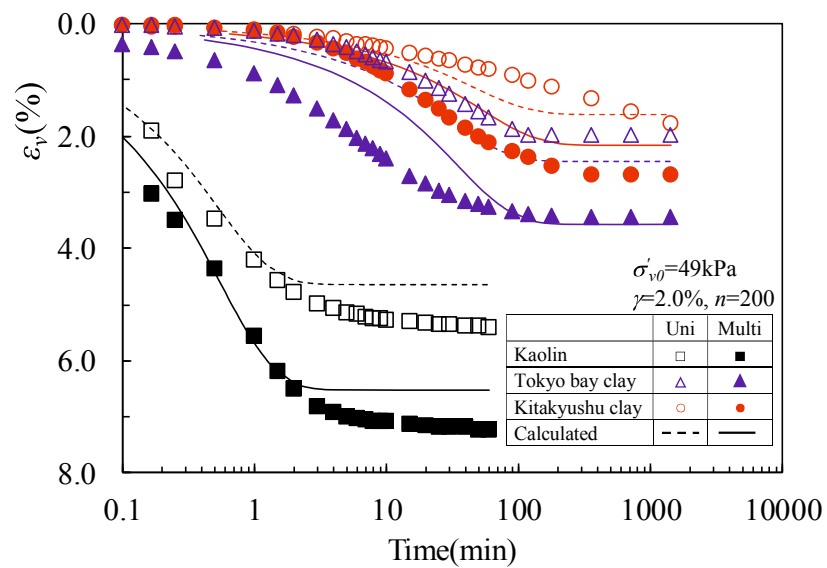 0.0
2.0
4.0
6.0
8.0
εv(%)
0.1
1
10
100
1000
10000
Time(min)
σ'v0=49kPa
γ=2.0%, n=200
Uni Multi
Kaolin
Tokyo bay clay
Kitakyushu clay
Calculated